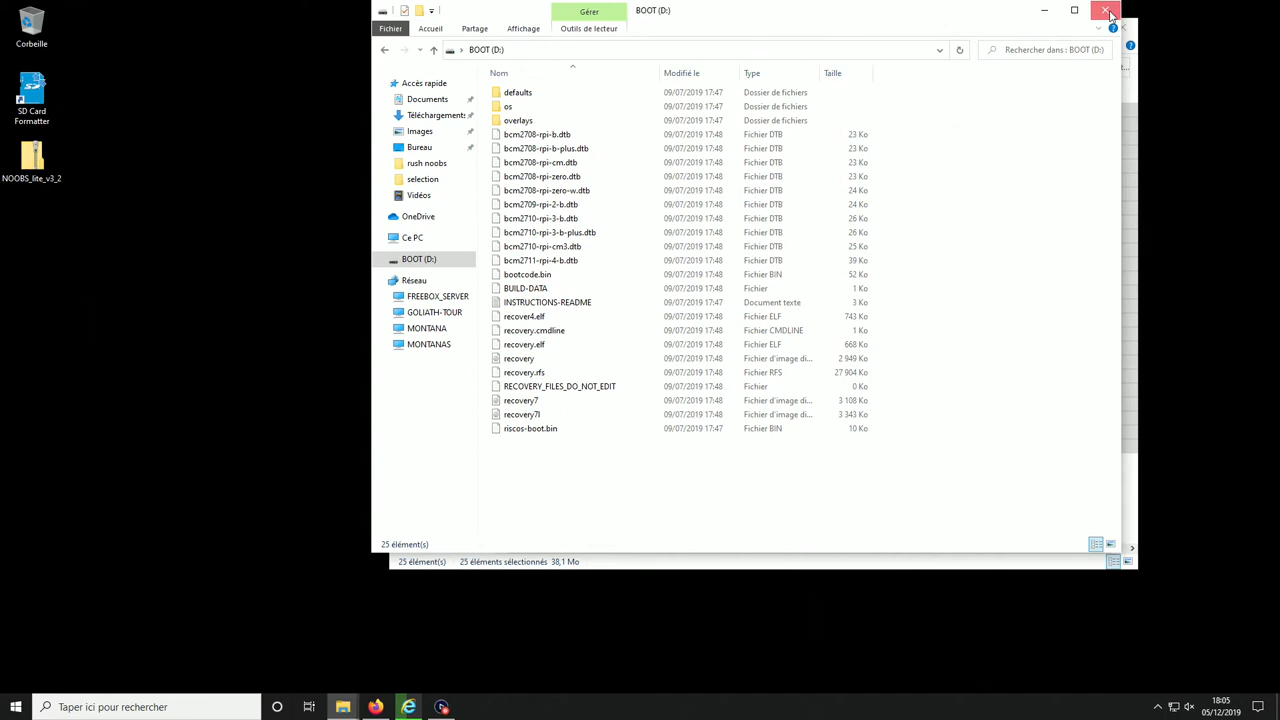 Corbeille
SD Card
Formatter
NOOBS_lite_v3_2
Gérer
BOOT (D:)
Fichier
Accueil
Partage
Affichage
Outils de lecteur
BOOT (D:)
Rechercher dans : BOOT (D:)
Nom
Modifié le
Type
Taille
Accès rapide
Documents
Téléchargements
Images
Bureau
rush noobs
selection
Vidéos
OneDrive
Ce PC
BOOT (D:)
Réseau
FREEBOX_SERVER
GOLIATH-TOUR
MONTANA
MONTANAS
defaults 09/07/2019 17:47 Dossier de fichiers
os 09/07/2019 17:47 Dossier de fichiers
overlays 09/07/2019 17:47 Dossier de fichiers
bcm2708-rpi-b.dtb 09/07/2019 17:48 Fichier DTB 23 Ko
bcm2708-rpi-b-plus.dtb 09/07/2019 17:48 Fichier DTB 23 Ko
bcm2708-rpi-cm.dtb 09/07/2019 17:48 Fichier DTB 23 Ko
bcm2708-rpi-zero.dtb 09/07/2019 17:48 Fichier DTB 23 Ko
bcm2708-rpi-zero-w.dtb 09/07/2019 17:48 Fichier DTB 24 Ko
bcm2709-rpi-2-b.dtb 09/07/2019 17:48 Fichier DTB 24 Ko
bcm2710-rpi-3-b.dtb 09/07/2019 17:48 Fichier DTB 26 Ko
bcm2710-rpi-3-b-plus.dtb 09/07/2019 17:48 Fichier DTB 26 Ko
bcm2710-rpi-cm3.dtb 09/07/2019 17:48 Fichier DTB 25 Ko
bcm2711-rpi-4-b.dtb 09/07/2019 17:48 Fichier DTB 39 Ko
bootcode.bin 09/07/2019 17:48 Fichier BIN 52 Ko
BUILD-DATA 09/07/2019 17:48 Fichier 1 Ko
INSTRUCTIONS-README 09/07/2019 17:47 Document texte 3 Ko
recover4.elf 09/07/2019 17:48 Fichier ELF 743 Ko
recovery.cmdline 09/07/2019 17:48 Fichier CMDLINE 1 Ko
recovery.elf 09/07/2019 17:48 Fichier ELF 668 Ko
recovery 09/07/2019 17:48 Fichier d'image di... 2 949 Ko
recovery.rfs 09/07/2019 17:48 Fichier RFS 27 904 Ko
RECOVERY_FILES_DO_NOT_EDIT 09/07/2019 17:48 Fichier 0 Ko
recovery7 09/07/2019 17:48 Fichier d'image di... 3 108 Ko
recovery7l 09/07/2019 17:48 Fichier d'image di... 3 343 Ko
riscos-boot.bin 09/07/2019 17:47 Fichier BIN 10 Ko
25 élément(s)
25 élément(s) 25 éléments sélectionnés 38,1 Mo
Taper ici pour rechercher
18:05
05/12/2019